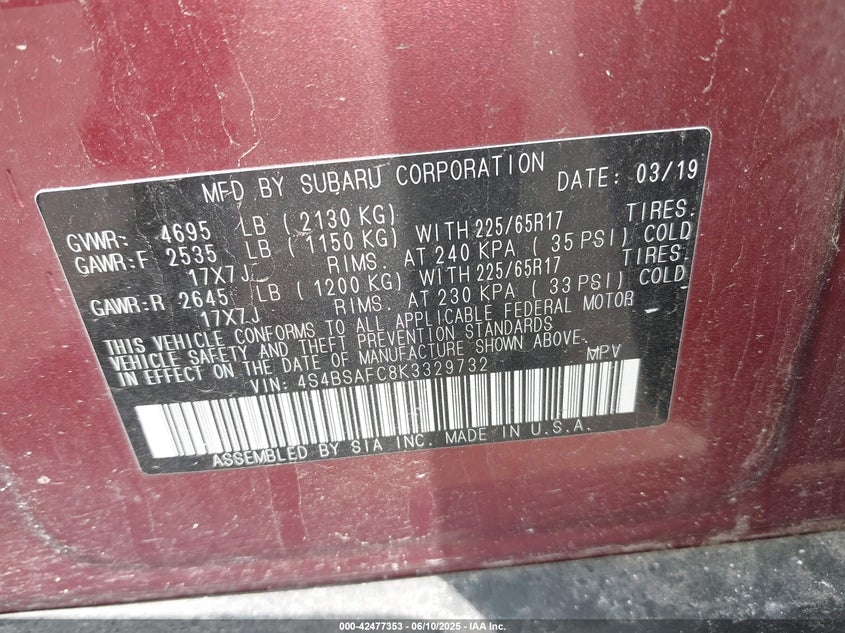 MFD BY SUBARU CORPORATION DATE: 03/19
GVWR: 4695 LB (2130 KG)
GAWR:F 2535 LB (1150 KG) WITH 225/65R17 TIRES.
17X7J RIMS. AT 240 KPA (35 PSI) COLD
GAWR:R 2645 LB (1200 KG) WITH 225/65R17 TIRES:
17X7J RIMS. AT 230 KPA (33 PSI) COLD
THIS VEHICLE CONFORMS TO ALL APPLICABLE FEDERAL MOTOR
VEHICLE SAFETY AND THEFT PREVENTION STANDARDS
IN EFFECT ON THE DATE OF MANUFACTURE SHOWN ABOVE.
VIN: 4S4BSAFC8K3329732 MPV
ASSEMBLED BY SIA INC. MADE IN U.S.A.
000-42477353 - 06/10/2025 - IAA Inc.